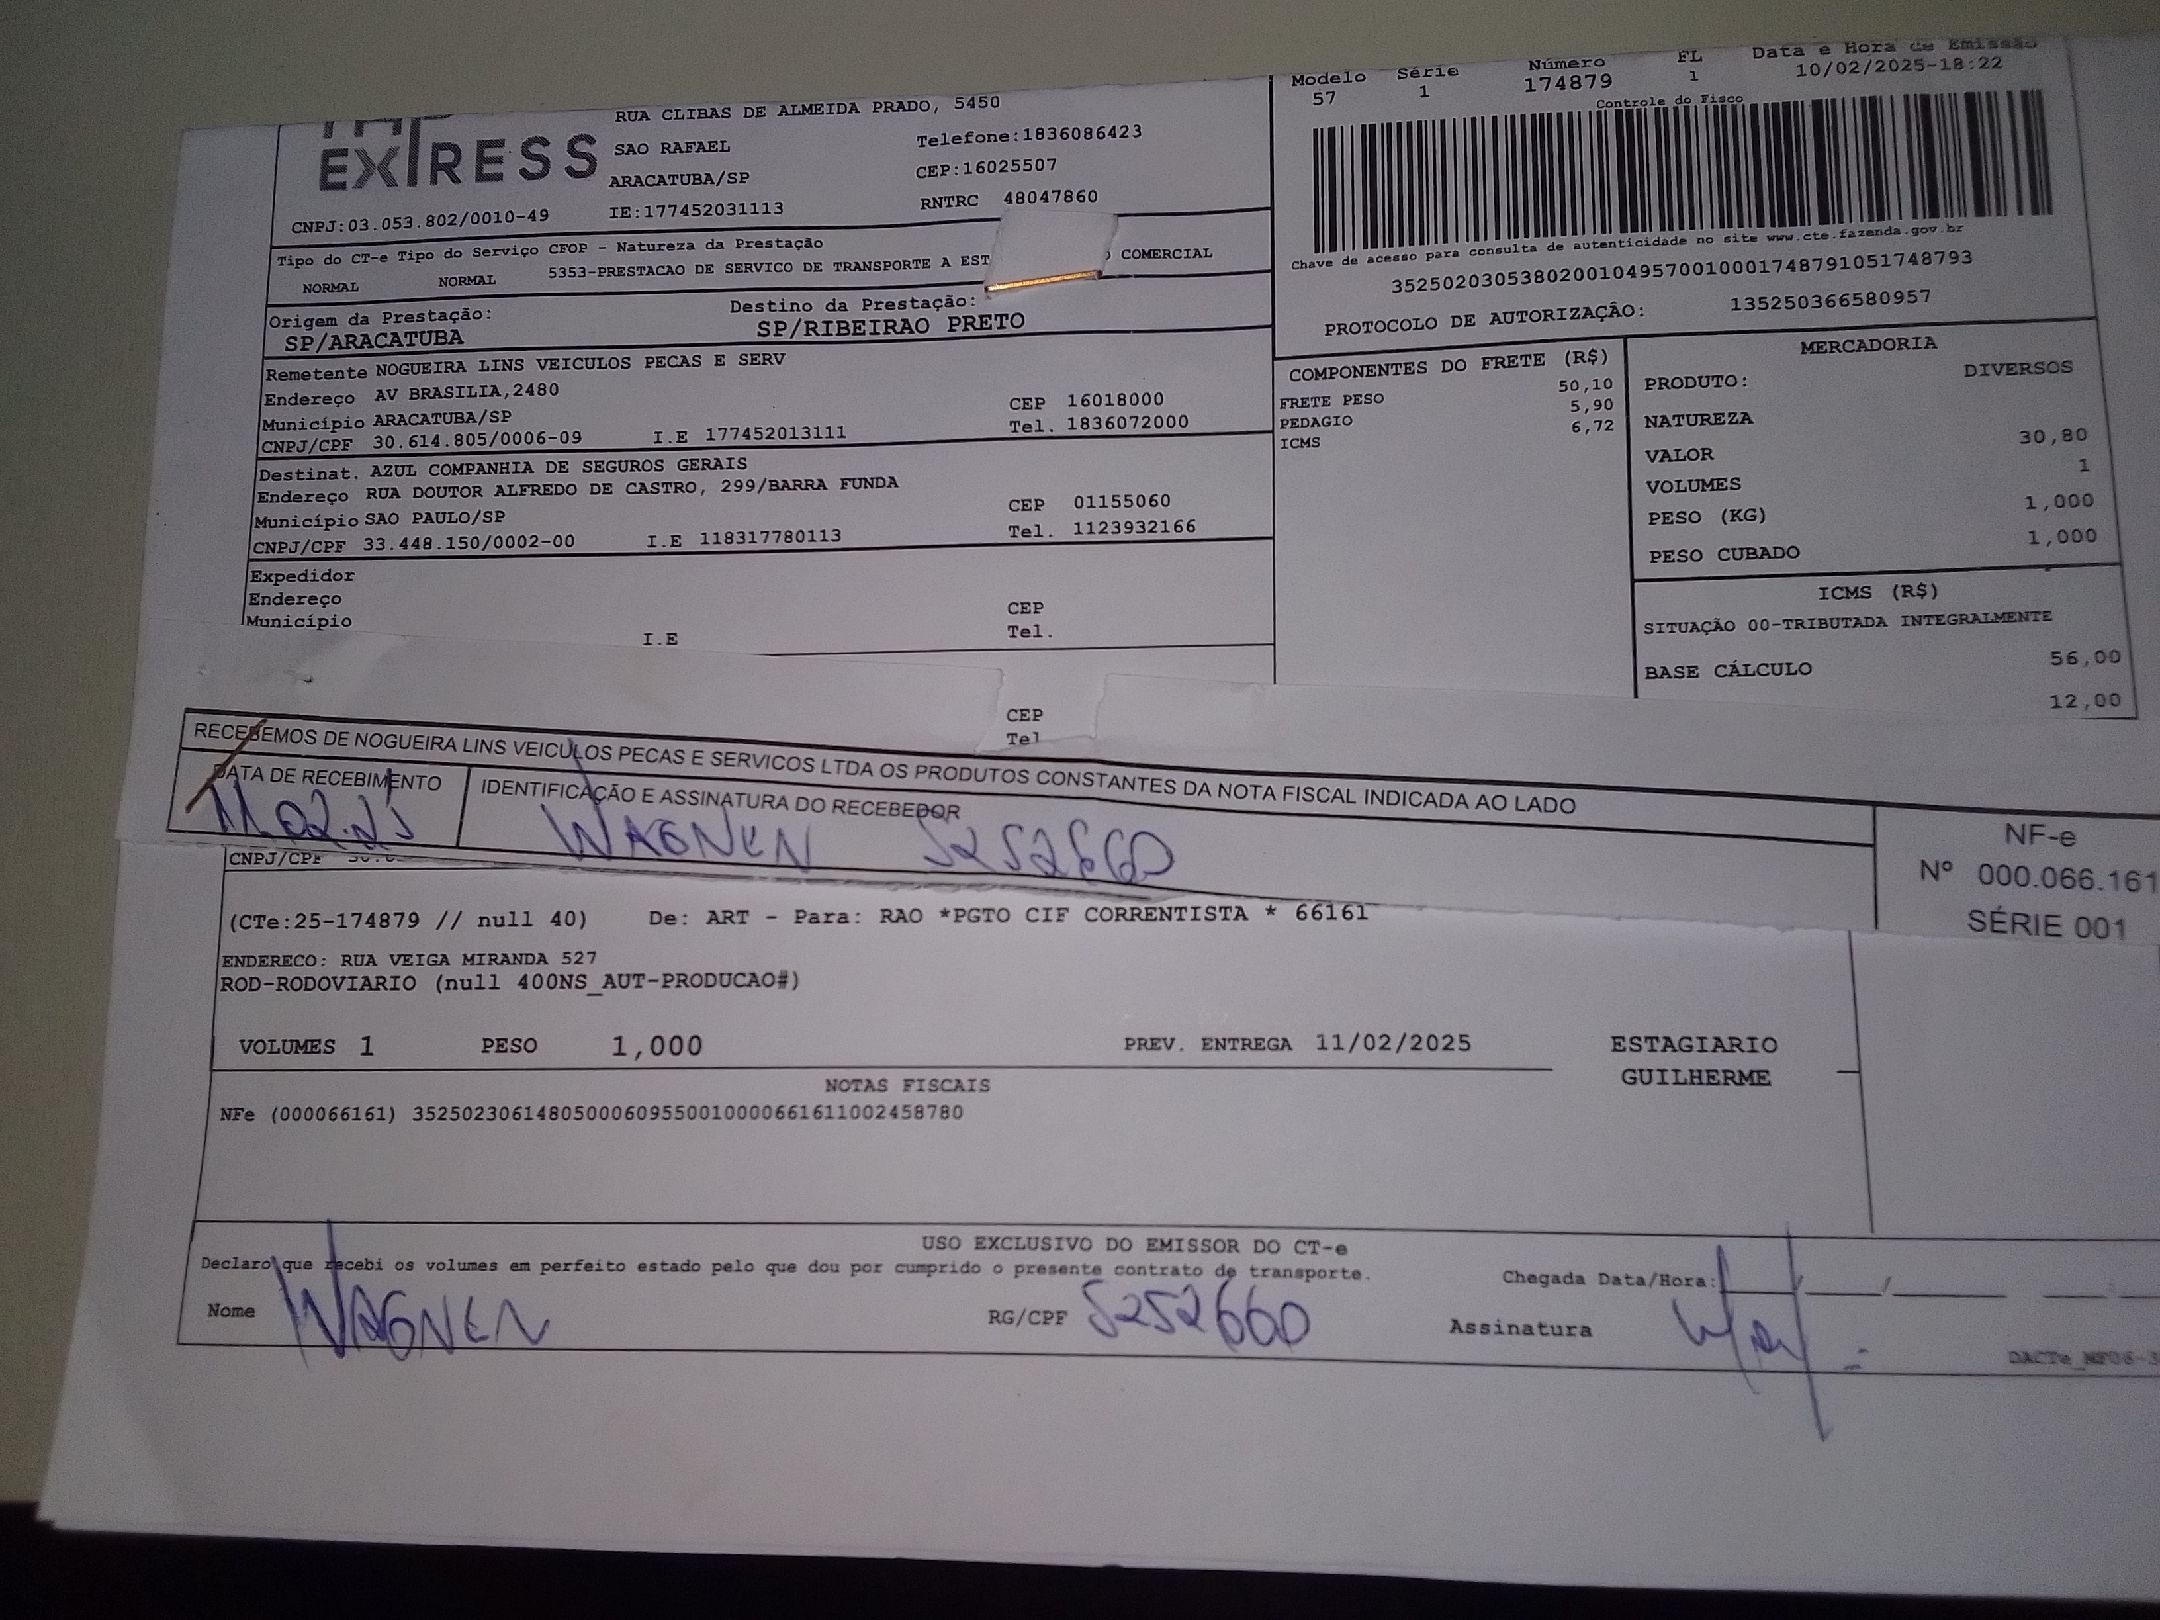 EXPRESS
RUA CLIBAS DE ALMEIDA PRADO, 5450
SAO RAFAEL Telefone:1836086423
ARACATUBA/SP CEP:16025507
CNPJ:03.053.802/0010-49 IE:177452031113 RNTRC 48047860
Modelo Série Número FL Data e Hora de Emissão
57 1 174879 1 10/02/2025-18:22
Controle do Fisco
Chave de acesso para consulta de autenticidade no site www.cte.fazenda.gov.br
35250203053802001049570010001748791051748793
PROTOCOLO DE AUTORIZAÇÃO: 135250366580957
Tipo do CT-e Tipo do Serviço CFOP - Natureza da Prestação
NORMAL NORMAL 5353-PRESTACAO DE SERVICO DE TRANSPORTE A EST COMERCIAL
Origem da Prestação: Destino da Prestação:
SP/ARACATUBA SP/RIBEIRAO PRETO
Remetente NOGUEIRA LINS VEICULOS PECAS E SERV
Endereço AV BRASILIA,2480 CEP 16018000
Município ARACATUBA/SP Tel. 1836072000
CNPJ/CPF 30.614.805/0006-09 I.E 177452013111
Destinat. AZUL COMPANHIA DE SEGUROS GERAIS
Endereço RUA DOUTOR ALFREDO DE CASTRO, 299/BARRA FUNDA CEP 01155060
Município SAO PAULO/SP Tel. 1123932166
CNPJ/CPF 33.448.150/0002-00 I.E 118317780113
Expedidor
Endereço CEP
Município Tel.
I.E
CEP
Tel
COMPONENTES DO FRETE (R$)
FRETE PESO 50,10
PEDAGIO 5,90
ICMS 6,72
MERCADORIA
PRODUTO: DIVERSOS
NATUREZA
VALOR 30,80
VOLUMES 1
PESO (KG) 1,000
PESO CUBADO 1,000
ICMS (R$)
SITUAÇÃO 00-TRIBUTADA INTEGRALMENTE
BASE CÁLCULO 56,00
12,00
RECEBEMOS DE NOGUEIRA LINS VEICULOS PECAS E SERVICOS LTDA OS PRODUTOS CONSTANTES DA NOTA FISCAL INDICADA AO LADO
DATA DE RECEBIMENTO IDENTIFICAÇÃO E ASSINATURA DO RECEBEDOR
11.02.25 WAGNER 5252660
NF-e
Nº 000.066.161
SÉRIE 001
CNPJ/CPF
(CTe:25-174879 // null 40) De: ART - Para: RAO *PGTO CIF CORRENTISTA * 66161
ENDERECO: RUA VEIGA MIRANDA 527
ROD-RODOVIARIO (null 400NS_AUT-PRODUCAO#)
VOLUMES 1 PESO 1,000 PREV. ENTREGA 11/02/2025 ESTAGIARIO
GUILHERME
NOTAS FISCAIS
NFe (000066161) 35250230614805000609550010000661611002458780
USO EXCLUSIVO DO EMISSOR DO CT-e
Declaro que recebi os volumes em perfeito estado pelo que dou por cumprido o presente contrato de transporte.
Chegada Data/Hora:
Nome WAGNER RG/CPF 5252660 Assinatura